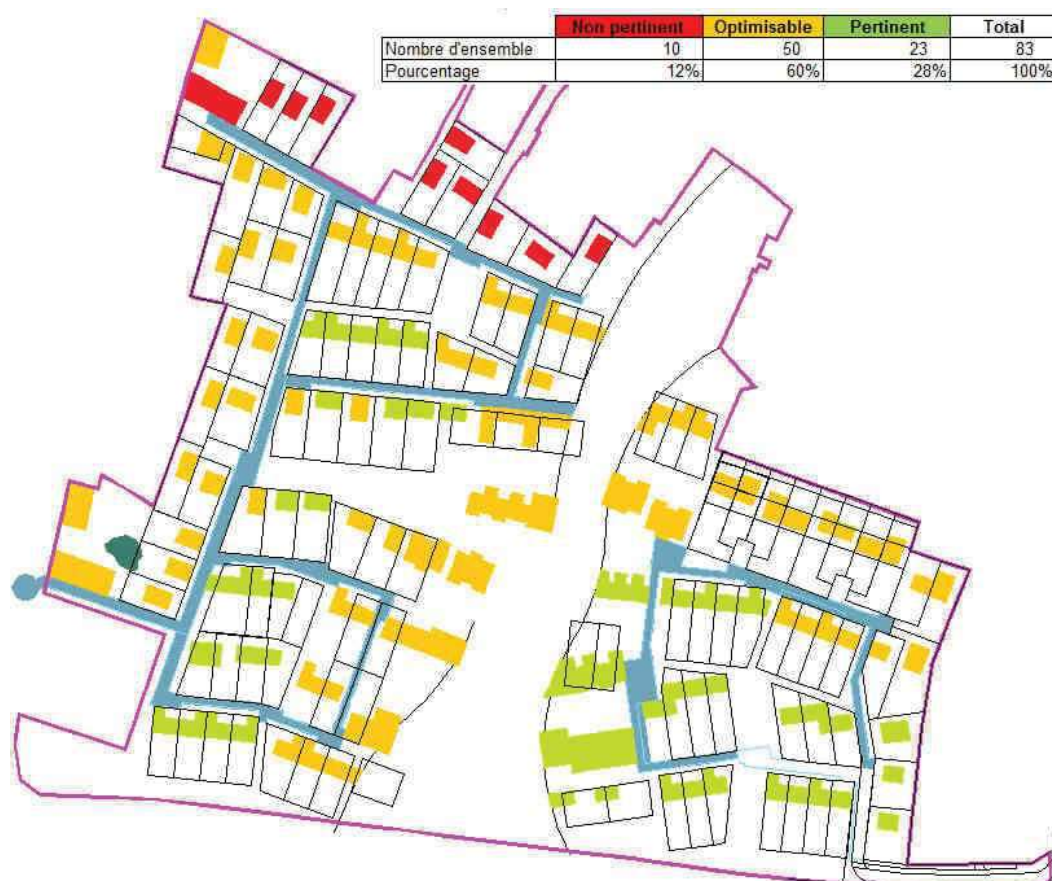 Non pertinent Optimisable Pertinent Total
Nombre d'ensemble 10 50 23 83
Pourcentage 12% 60% 28% 100%